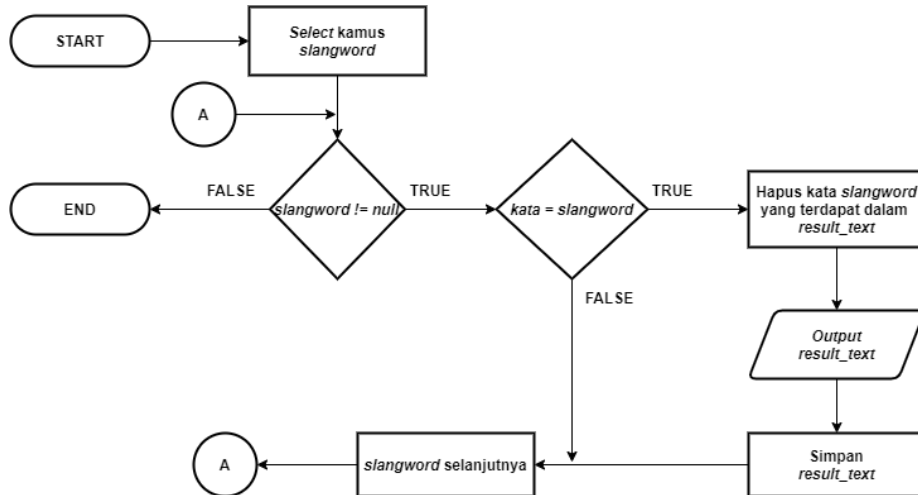 START
Select kamus
slangword
A
FALSE
TRUE
TRUE
END
slangword != null
kata = slangword
Hapus kata slangword
yang terdapat dalam
result_text
FALSE
Output
result_text
A
slangword selanjutnya
Simpan
result_text